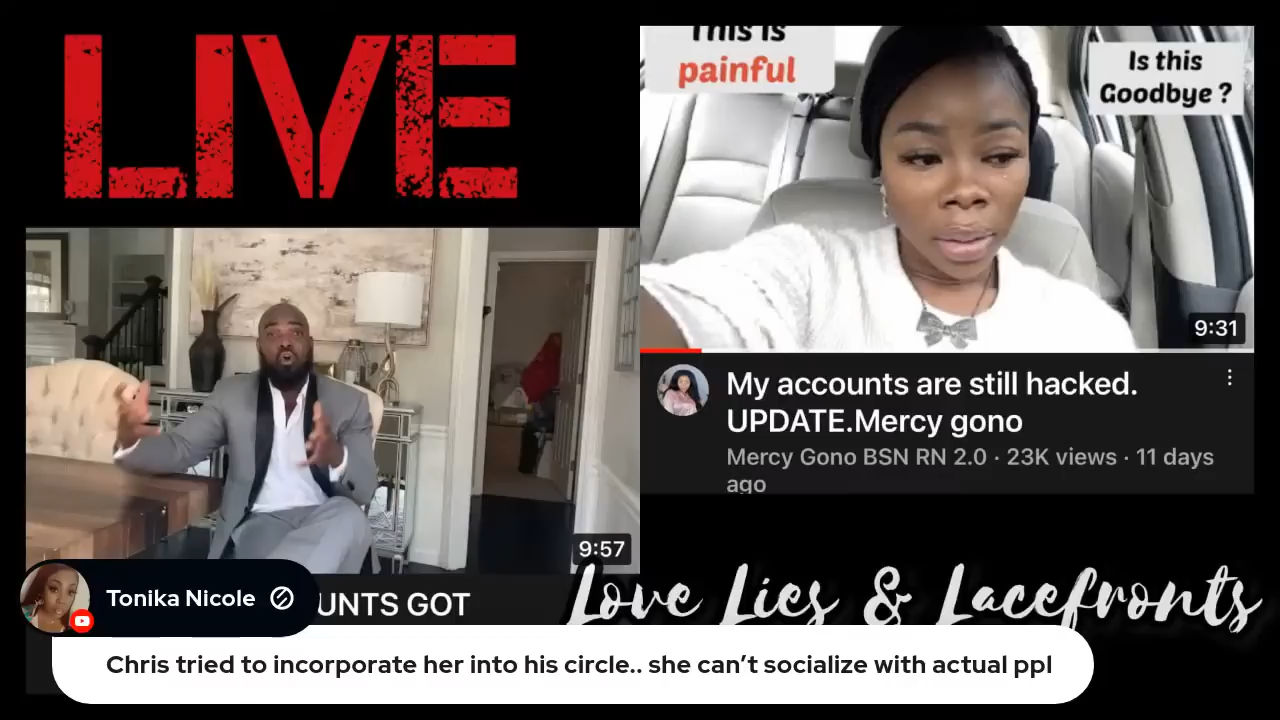 LIVE
This is
painful
Is this
Goodbye ?
9:31
My accounts are still hacked.
UPDATE.Mercy gono
Mercy Gono BSN RN 2.0 · 23K views · 11 days
ago
9:57
UNTS GOT
Love Lies & Lacefronts
Tonika Nicole
Chris tried to incorporate her into his circle.. she can’t socialize with actual ppl